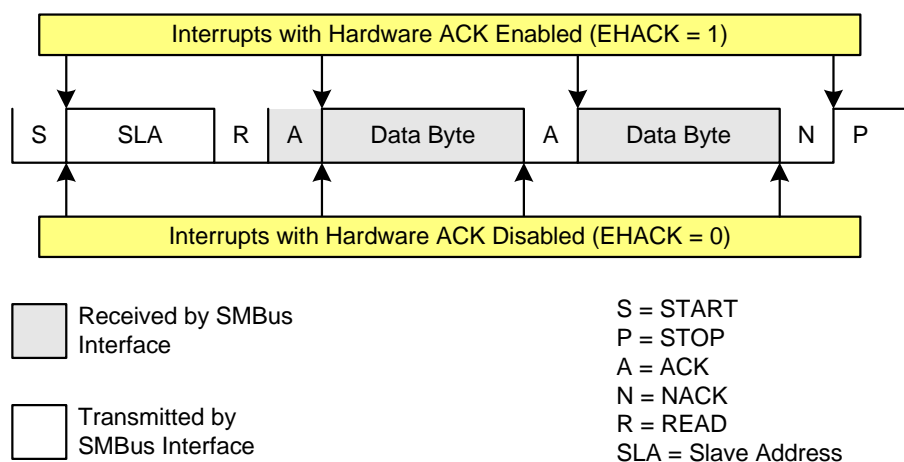 Interrupts with Hardware ACK Enabled (EHACK = 1)
S SLA R A Data Byte A Data Byte N P
Interrupts with Hardware ACK Disabled (EHACK = 0)
Received by SMBus
Interface
Transmitted by
SMBus Interface
S = START
P = STOP
A = ACK
N = NACK
R = READ
SLA = Slave Address